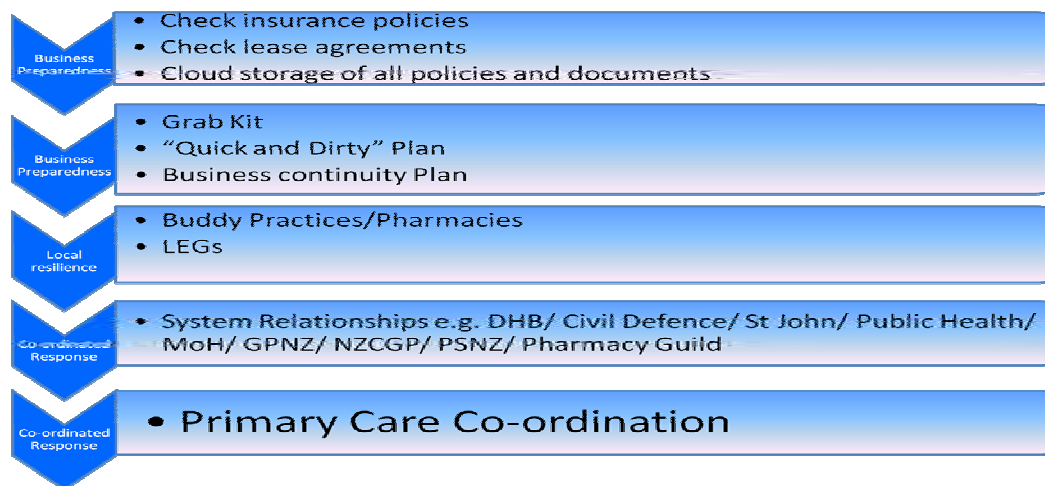 Business
Preparedness
• Check insurance policies
• Check lease agreements
• Cloud storage of all policies and documents
Business
Preparedness
• Grab Kit
• “Quick and Dirty” Plan
• Business continuity Plan
Local
resilience
• Buddy Practices/Pharmacies
• LEGs
Co-ordinated
Response
• System Relationships e.g. DHB/ Civil Defence/ St John/ Public Health/
MoH/ GPNZ/ NZCGP/ PSNZ/ Pharmacy Guild
Co-ordinated
Response
• Primary Care Co-ordination